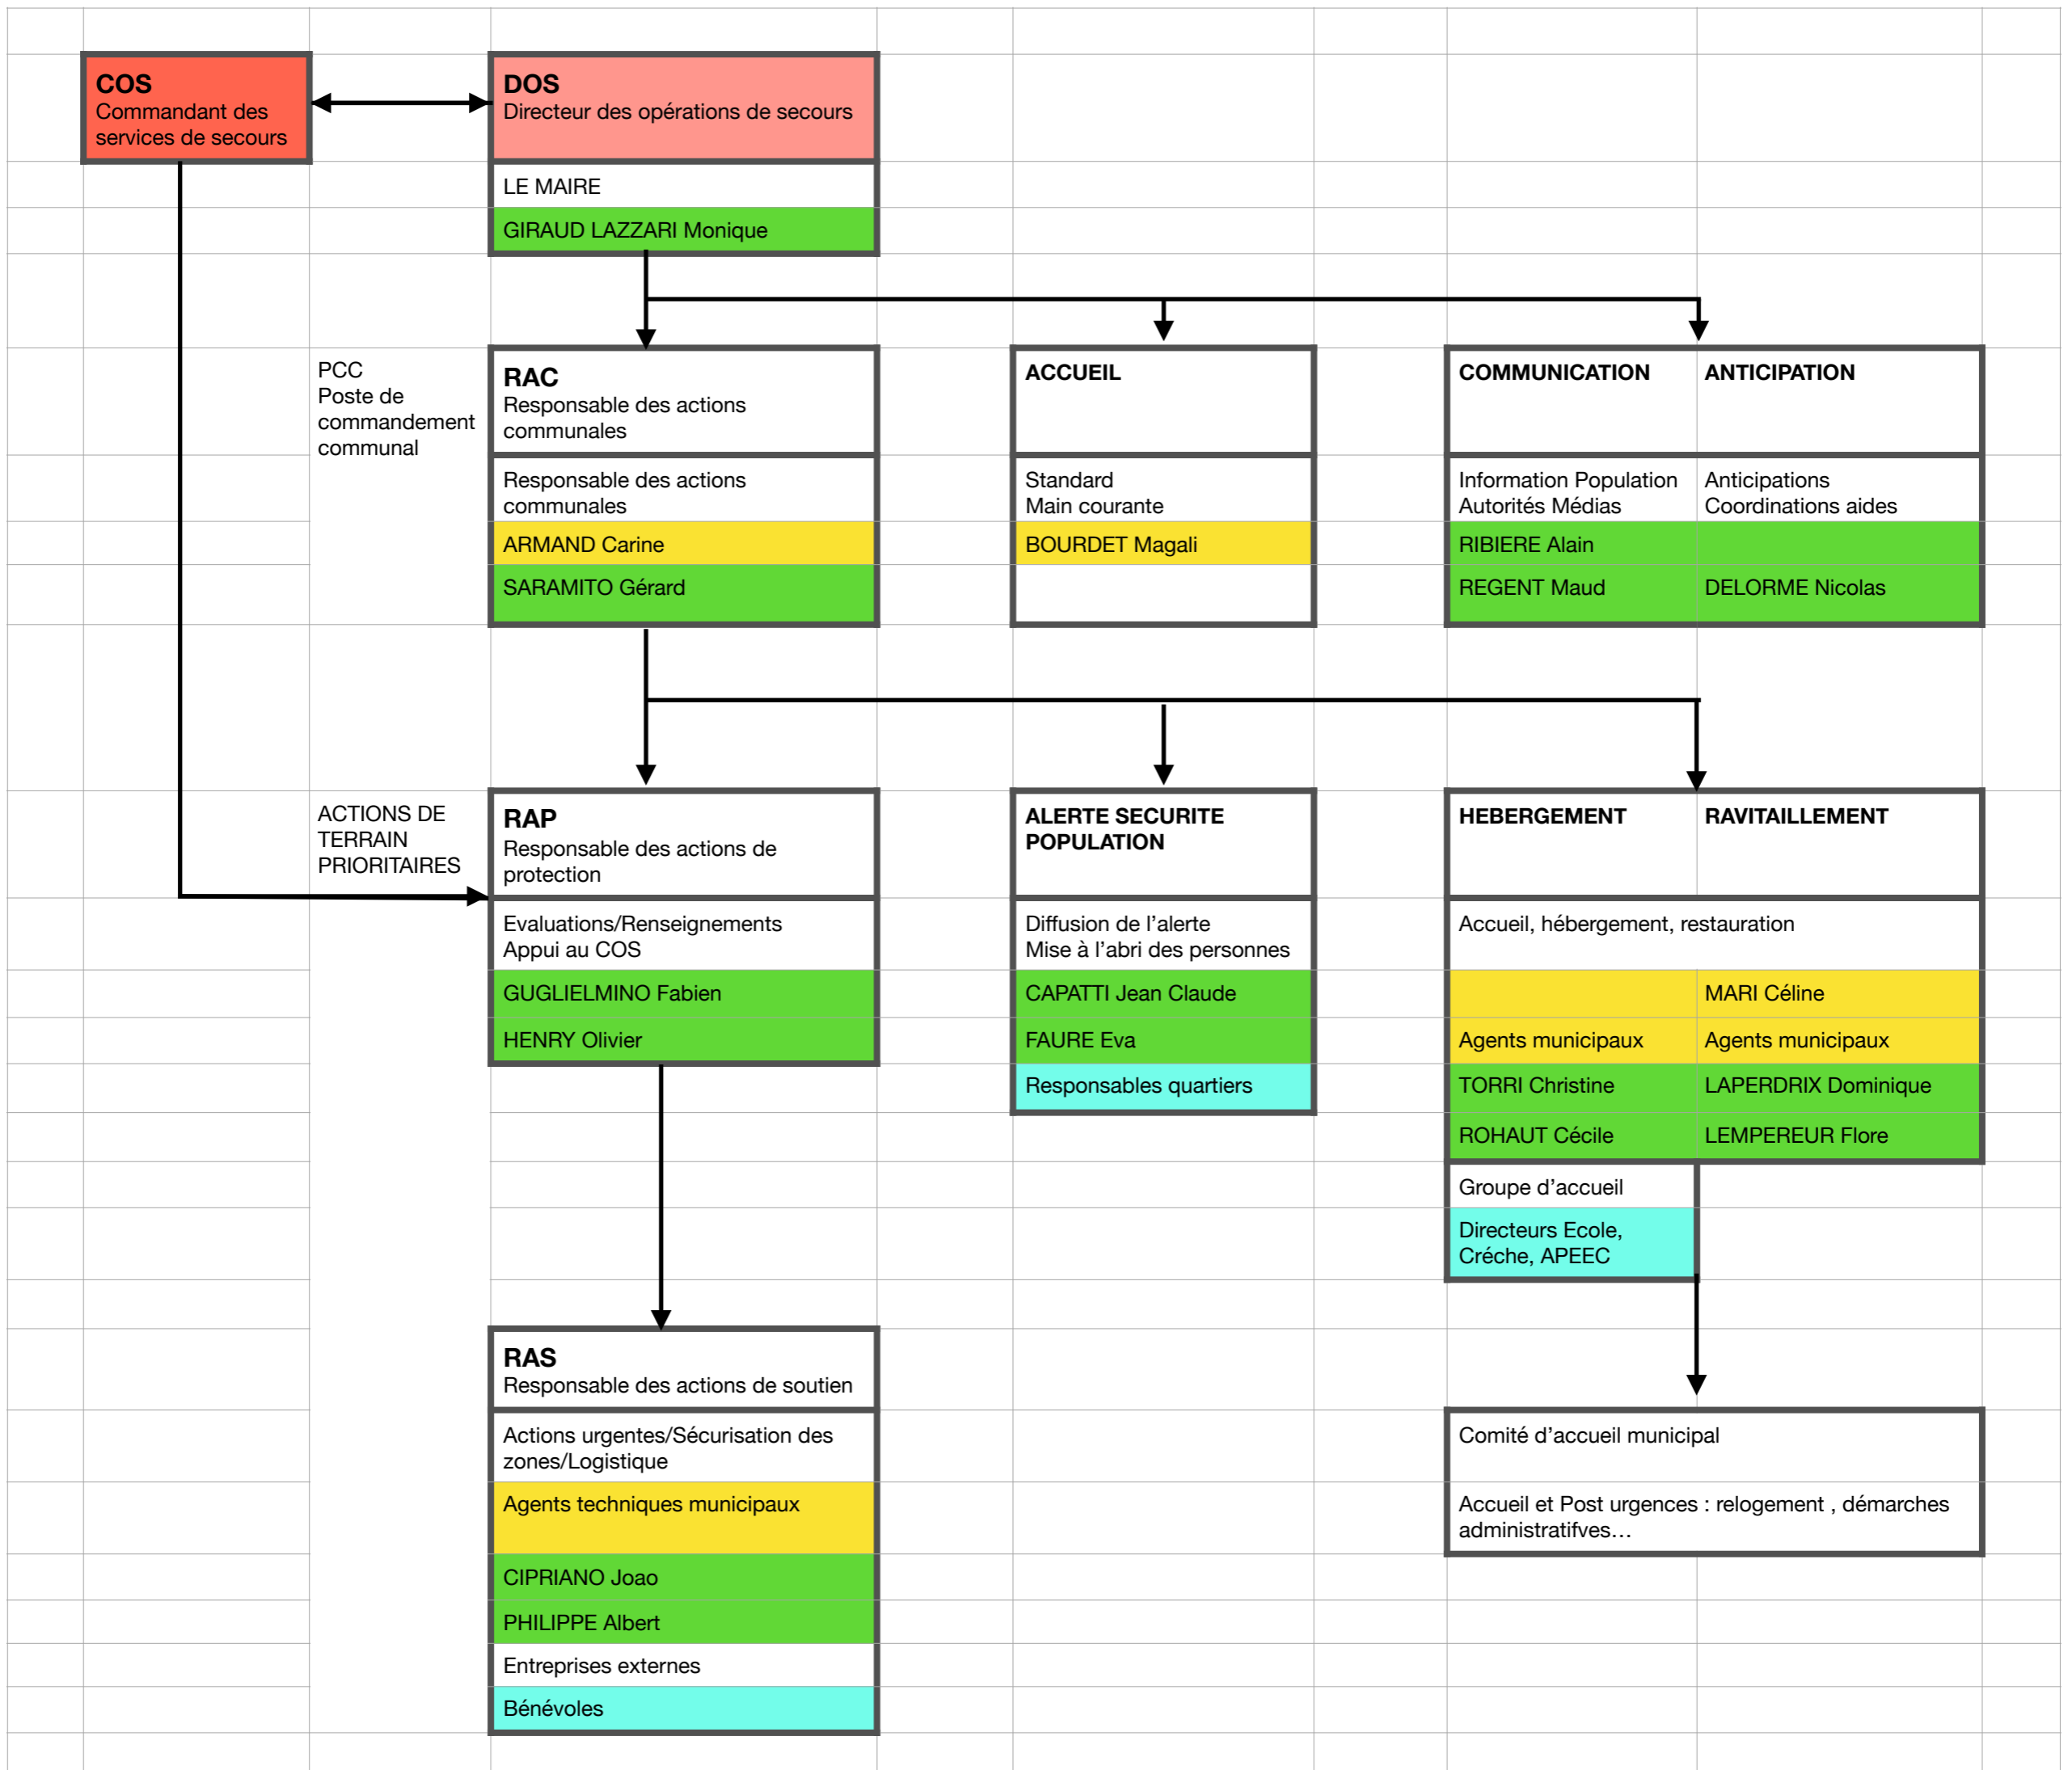 COS
Commandant des
services de secours
DOS
Directeur des opérations de secours
LE MAIRE
GIRAUD LAZZARI Monique
PCC
Poste de
commandement
communal
RAC
Responsable des actions
communales
Responsable des actions
communales
ARMAND Carine
SARAMITO Gérard
ACCUEIL
Standard
Main courante
BOURDET Magali
COMMUNICATION
ANTICIPATION
Information Population
Autorités Médias
Anticipations
Coordinations aides
RIBIERE Alain
REGENT Maud
DELORME Nicolas
ACTIONS DE
TERRAIN
PRIORITAIRES
RAP
Responsable des actions de
protection
Evaluations/Renseignements
Appui au COS
GUGLIELMINO Fabien
HENRY Olivier
ALERTE SECURITE
POPULATION
Diffusion de l’alerte
Mise à l’abri des personnes
CAPATTI Jean Claude
FAURE Eva
Responsables quartiers
HEBERGEMENT
RAVITAILLEMENT
Accueil, hébergement, restauration
MARI Céline
Agents municipaux
Agents municipaux
TORRI Christine
LAPERDRIX Dominique
ROHAUT Cécile
LEMPEREUR Flore
Groupe d’accueil
Directeurs Ecole,
Créche, APEEC
RAS
Responsable des actions de soutien
Actions urgentes/Sécurisation des
zones/Logistique
Agents techniques municipaux
CIPRIANO Joao
PHILIPPE Albert
Entreprises externes
Bénévoles
Comité d’accueil municipal
Accueil et Post urgences : relogement , démarches
administratifves…